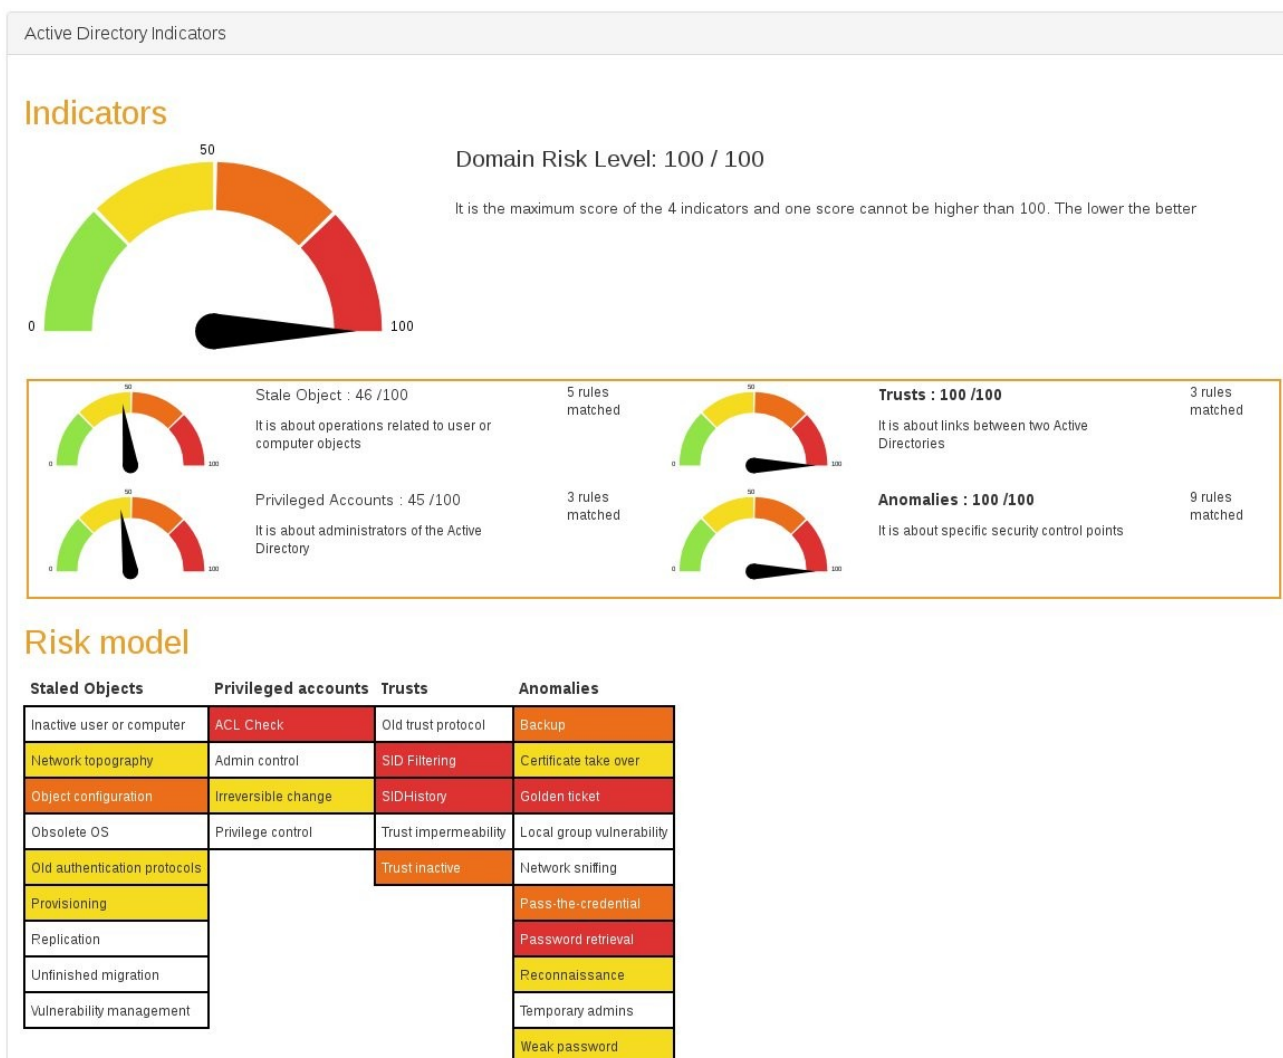 Active Directory Indicators
Indicators
50
0
100
Domain Risk Level: 100 / 100
It is the maximum score of the 4 indicators and one score cannot be higher than 100. The lower the better
50
0
100
Stale Object : 46 /100
It is about operations related to user or
computer objects
5 rules
matched
50
0
100
Trusts : 100 /100
It is about links between two Active
Directories
3 rules
matched
50
0
100
Privileged Accounts : 45 /100
It is about administrators of the Active
Directory
3 rules
matched
50
0
100
Anomalies : 100 /100
It is about specific security control points
9 rules
matched
Risk model
Staled Objects Privileged accounts Trusts Anomalies
Inactive user or computer ACL Check Old trust protocol Backup
Network topography Admin control SID Filtering Certificate take over
Object configuration Irreversible change SIDHistory Golden ticket
Obsolete OS Privilege control Trust impermeability Local group vulnerability
Old authentication protocols Trust inactive Network sniffing
Provisioning Pass-the-credential
Replication Password retrieval
Unfinished migration Reconnaissance
Vulnerability management Temporary admins
Weak password